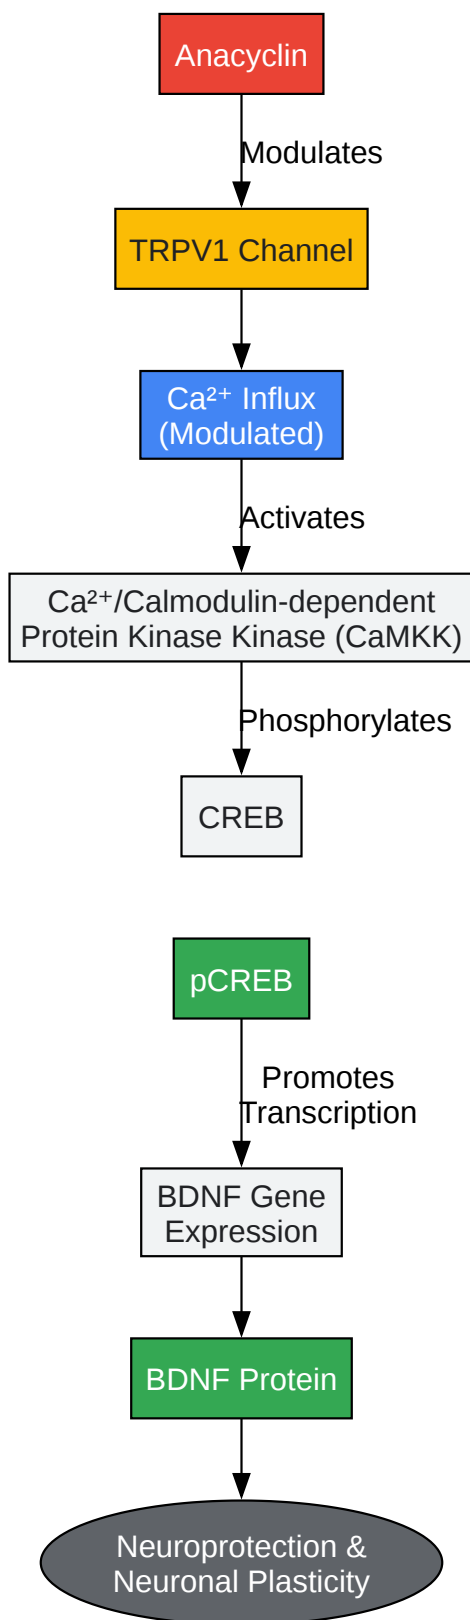 Anacyclin
Modulates
TRPV1 Channel
Ca²⁺ Influx
(Modulated)
Activates
Ca²⁺/Calmodulin-dependent
Protein Kinase Kinase (CaMKK)
Phosphorylates
CREB
pCREB
Promotes
Transcription
BDNF Gene
Expression
BDNF Protein
Neuroprotection &
Neuronal Plasticity